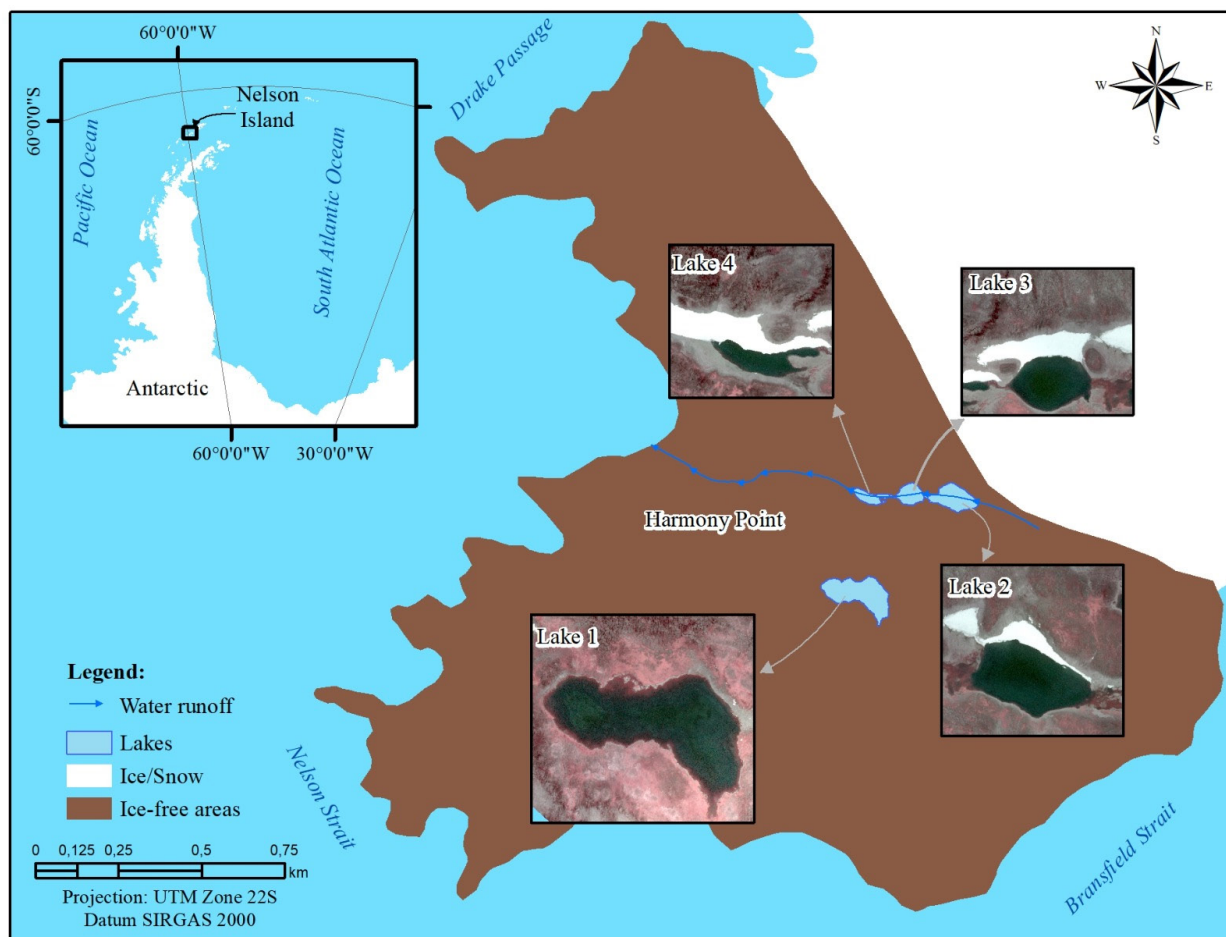 60°0'0"W
Nelson
Island
60°0'0"S
Pacific Ocean
South Atlantic Ocean
Antarctic
60°0'0"W
30°0'0"W
Drake Passage
N
W
E
S
Lake 4
Lake 3
Harmony Point
Lake 2
Lake 1
Legend:
Water runoff
Lakes
Ice/Snow
Ice-free areas
0 0,125 0,25 0,5 0,75
km
Projection: UTM Zone 22S
Datum SIRGAS 2000
Nelson Strait
Bransfield Strait